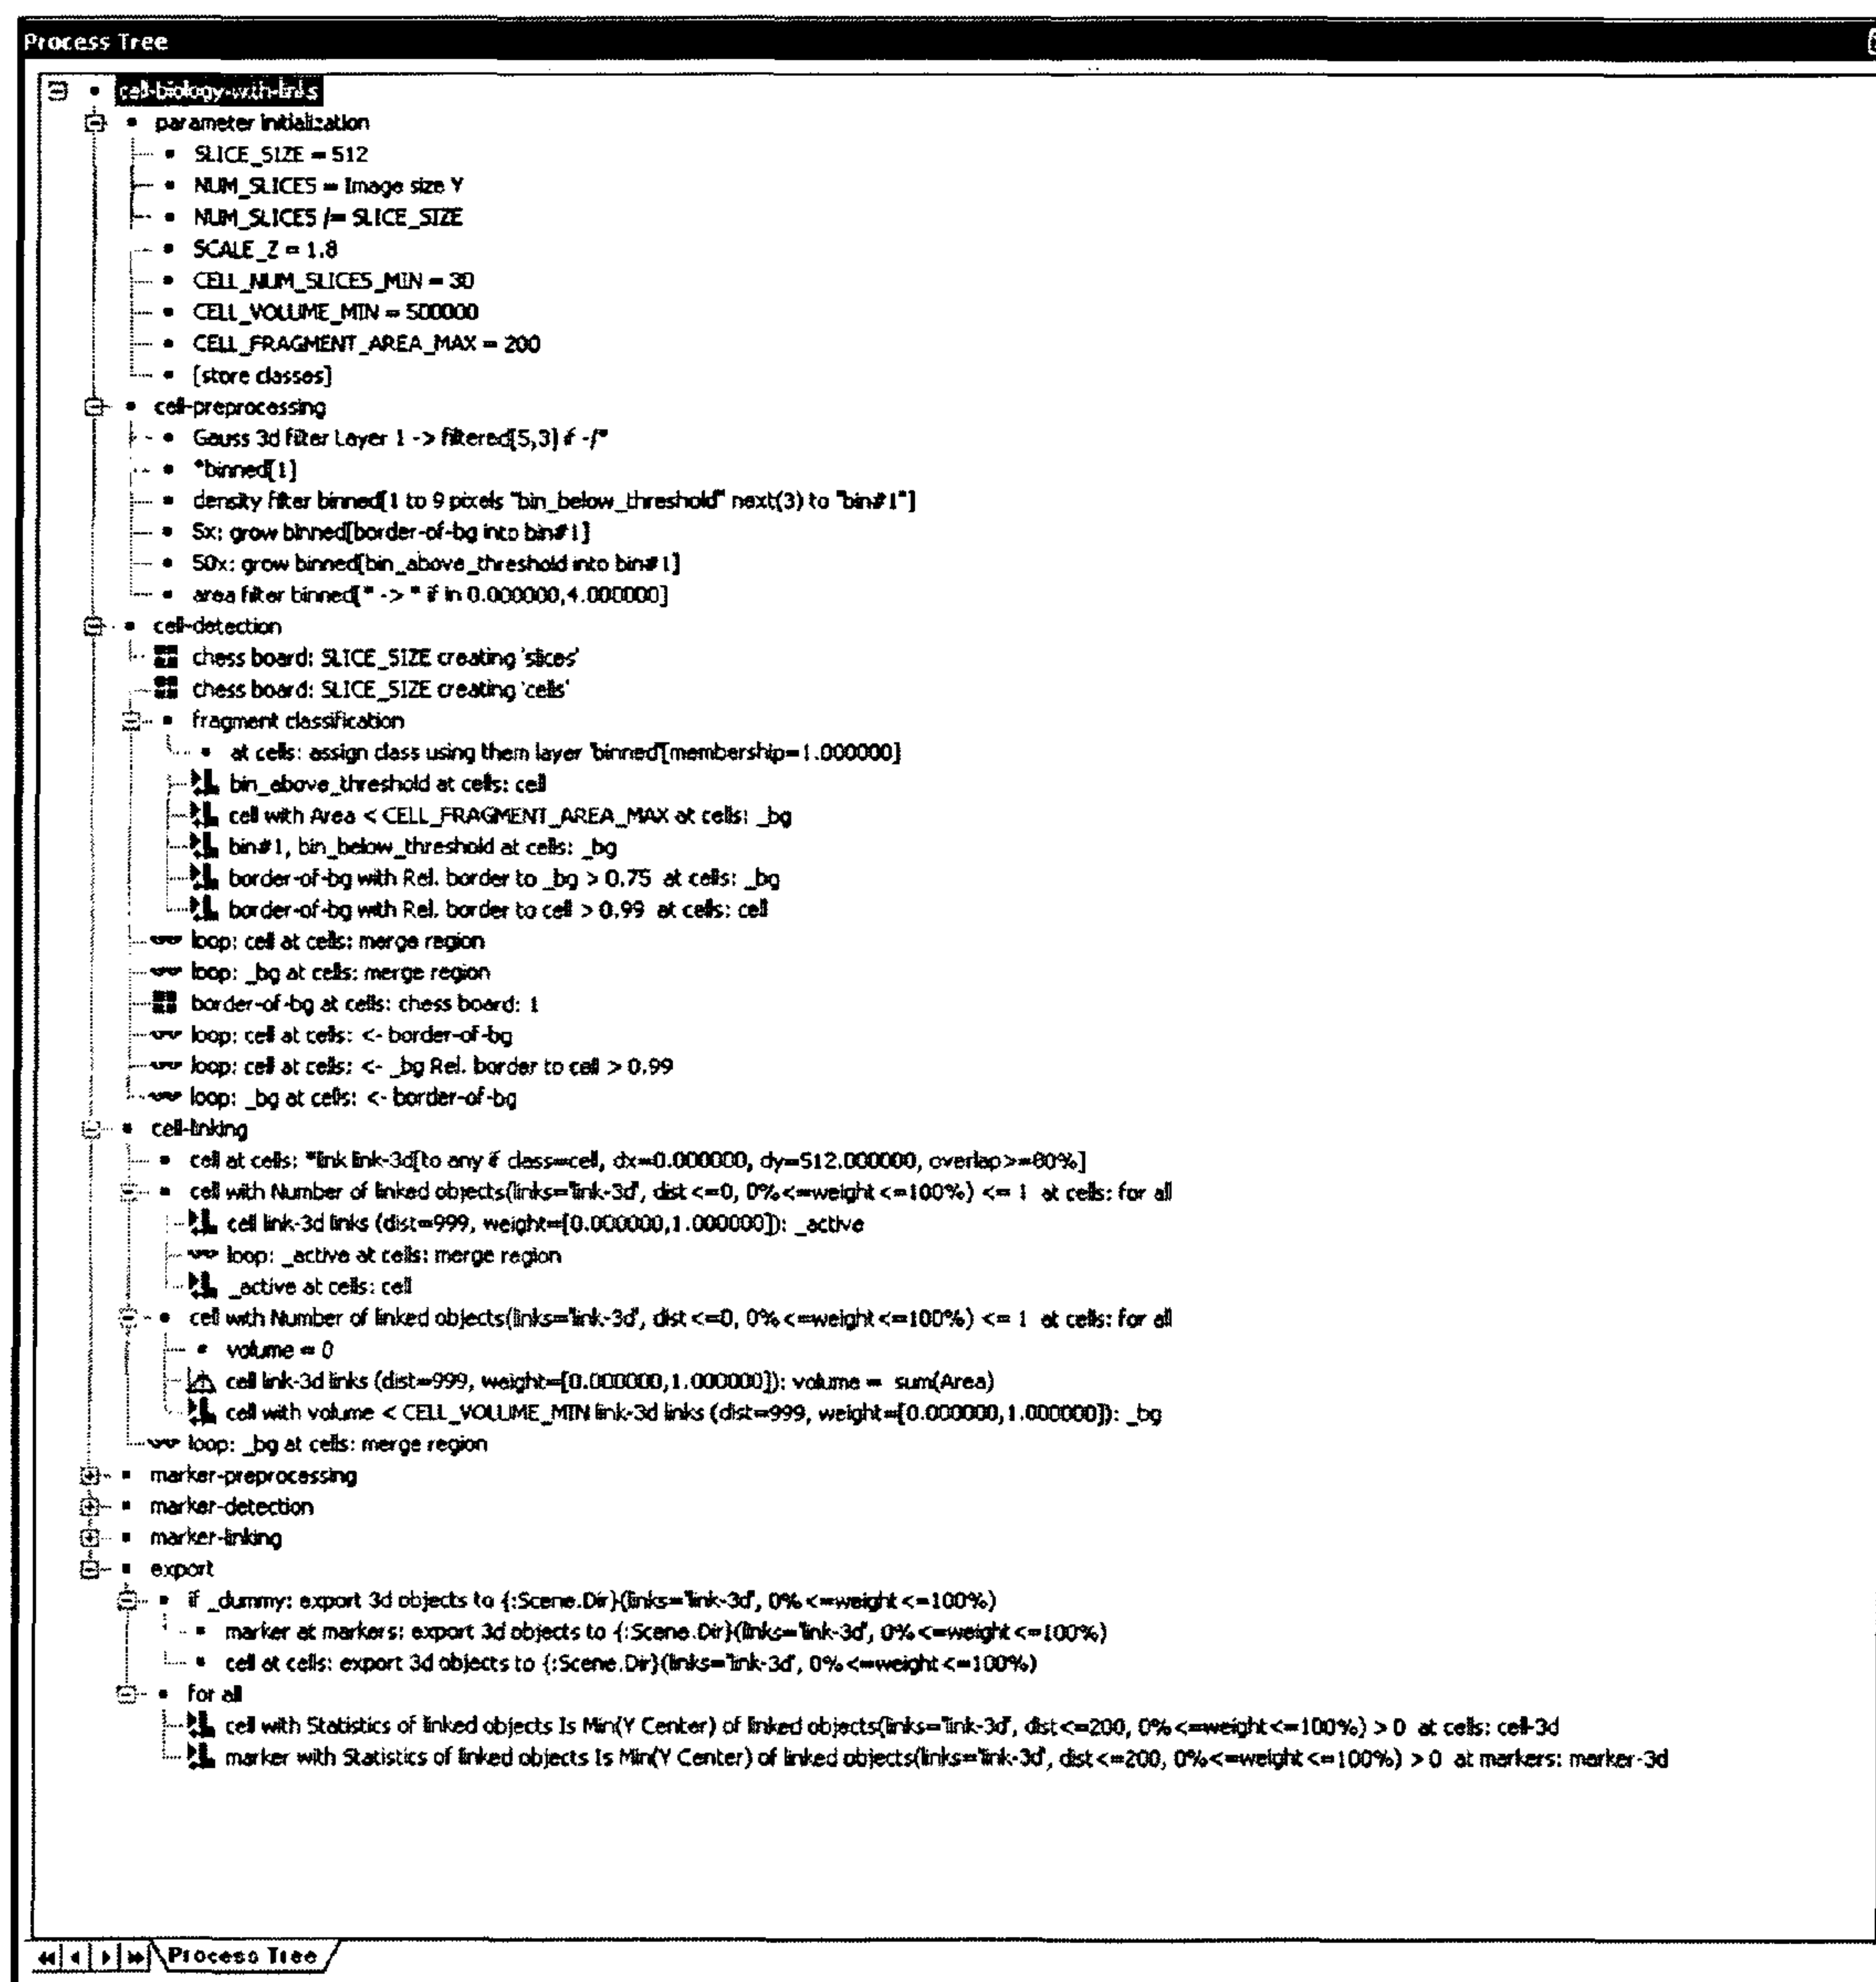 Process Tree
cell-biology-with-links
parameter initialization
SLICE_SIZE = 512
NUM_SLICES = Image size Y
NUM_SLICES /= SLICE_SIZE
SCALE_Z = 1.8
CELL_NUM_SLICES_MIN = 30
CELL_VOLUME_MIN = 500000
CELL_FRAGMENT_AREA_MAX = 200
[store classes]
cell-preprocessing
Gauss 3d filter Layer 1 -> filtered[5,3) if
*binned[1]
density filter binned[1 to 9 pixels "bin_below_threshold" next(3) to "bin#1"]
5x: grow binned[border-of-bg into bin#1]
50x: grow binned[bin_above_threshold into bin#1]
area filter binned[* -> * if in 0.000000,4.000000]
cell-detection
chess board: SLICE_SIZE creating 'slices'
chess board: SLICE_SIZE creating 'cells'
fragment classification
at cells: assign class using them layer 'binned'[membership=1.000000]
bin_above_threshold at cells: cell
cell with Area < CELL_FRAGMENT_AREA_MAX at cells: _bg
bin#1, bin_below_threshold at cells: _bg
border-of-bg with Rel. border to _bg > 0.75 at cells: _bg
border-of-bg with Rel. border to cell > 0.99 at cells: cell
loop: cell at cells: merge region
loop: _bg at cells: merge region
border-of-bg at cells: chess board: 1
loop: cell at cells: <- border-of-bg
loop: cell at cells: <- _bg Rel. border to cell > 0.99
loop: _bg at cells: <- border-of-bg
cell-linking
cell at cells: *link link-3d[to any if class=cell, dx=0.000000, dy=512.000000,
cell with Number of linked objects(links='link-3d', dist<=0, 0%<=weight<=100%) <= 1 at cells: for all
cell link-3d links (dist=999, weight=[0.000000,1.000000]): _active
loop: _active at cells: merge region
_active at cells: cell
cell with Number of linked objects(links='link-3d', dist<=0, 0%<=weight<=100%) <= 1 at cells: for all
volume = 0
cell link-3d links (dist=999, weight=[0.000000,1.000000]): volume = sum(Area)
cell with volume < CELL_VOLUME_MIN link-3d links (dist=999, weight=[0.000000,1.000000]): _bg
loop: _bg at cells: merge region
marker-preprocessing
marker-detection
marker-linking
export
if _dummy: export 3d objects to {:Scene.Dir}(links='link-3d', 0%<=weight<=100%)
marker at markers: export 3d objects to {:Scene.Dir}(links='link-3d', 0%<=weight<=100%)
cell at cells: export 3d objects to {:Scene.Dir}(links='link-3d', 0%<=weight<=100%)
for all
cell with Statistics of linked objects Is Min(Y Center) of linked objects(links='link-3d', dist<=200, 0%<=weight<=100%) > 0 at cells: cell-3d
marker with Statistics of linked objects Is Min(Y Center) of linked objects(links='link-3d', dist<=200, 0%<=weight<=100%) > 0 at markers: marker-3d
Process Tree